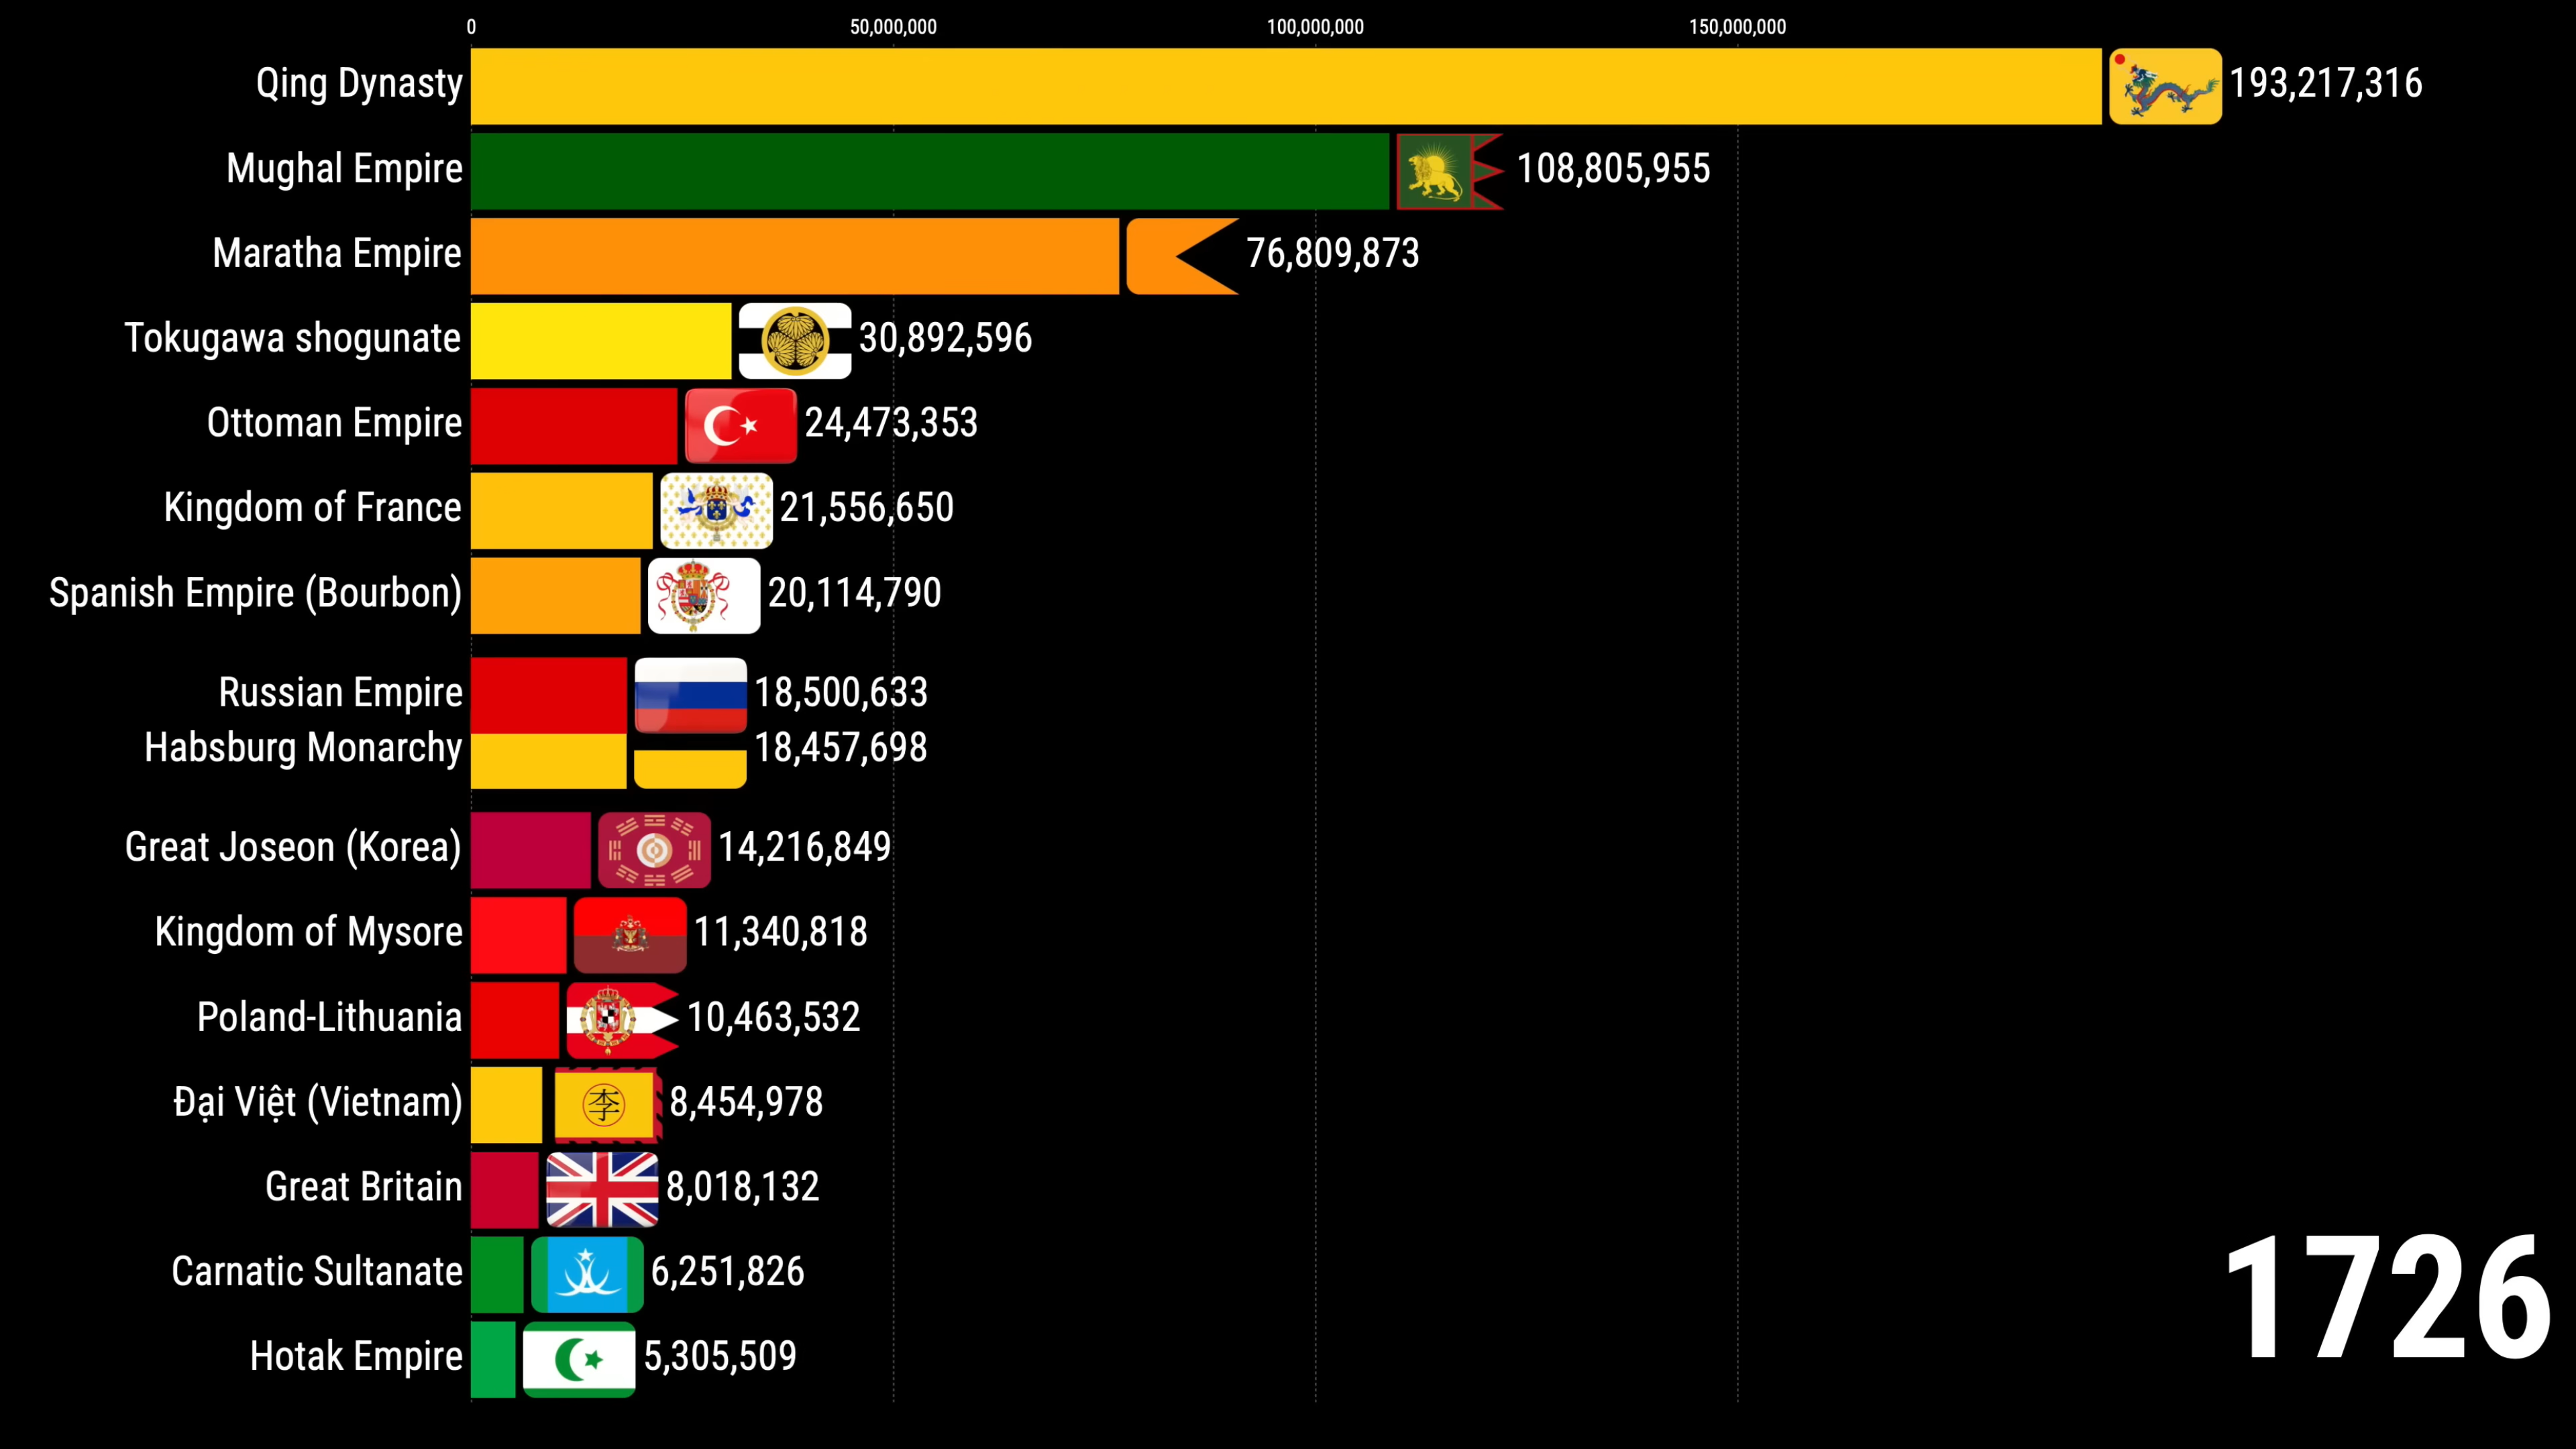 0 50,000,000 100,000,000 150,000,000
Qing Dynasty 193,217,316
Mughal Empire 108,805,955
Maratha Empire 76,809,873
Tokugawa shogunate 30,892,596
Ottoman Empire 24,473,353
Kingdom of France 21,556,650
Spanish Empire (Bourbon) 20,114,790
Russian Empire 18,500,633
Habsburg Monarchy 18,457,698
Great Joseon (Korea) 14,216,849
Kingdom of Mysore 11,340,818
Poland-Lithuania 10,463,532
Đại Việt (Vietnam) 李 8,454,978
Great Britain 8,018,132
Carnatic Sultanate 6,251,826
Hotak Empire 5,305,509
1726